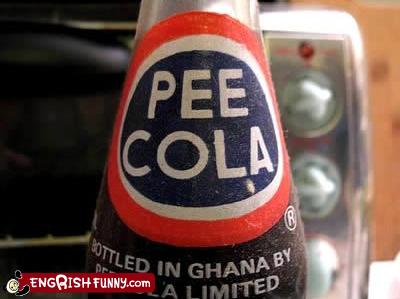 PEE
COLA
®
BOTTLED IN GHANA BY
LIMITED
ENGRISHFUNNY.COM